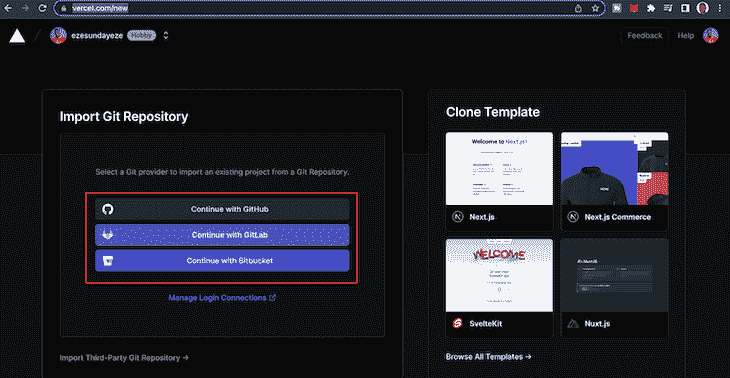 vercel.com/new
ezesundayeze Hobby
Feedback Help
Import Git Repository
Select a Git provider to import an existing project from a Git Repository.
Continue with GitHub
Continue with GitLab
Continue with Gitbucket
Manage Login Connections
Import Third-Party Git Repository →
Clone Template
Welcome to Next.js!
Next.js
Next.js Commerce
WELCOME
SvelteKit
Nuxt.js
Browse All Templates →